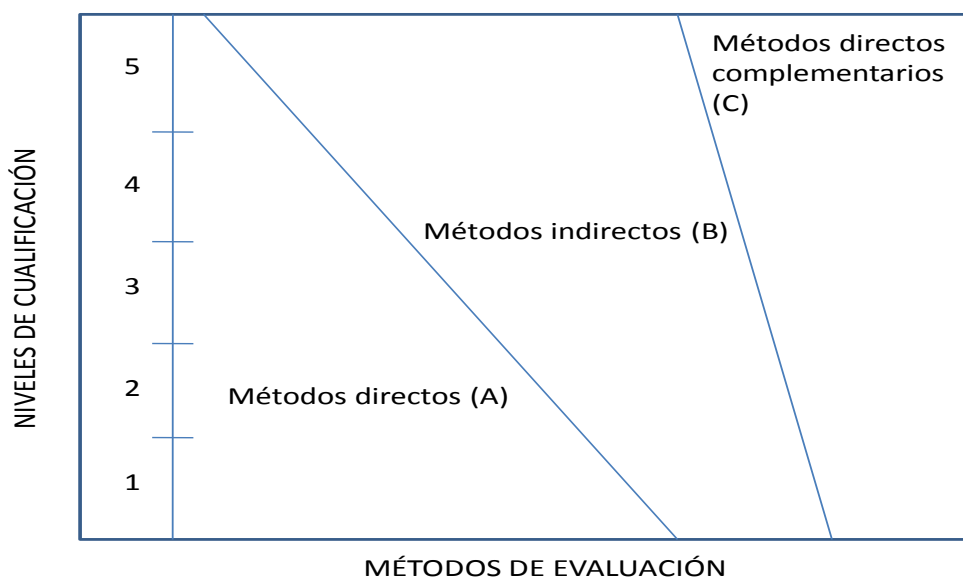 NIVELES DE CUALIFICACIÓN
5
4
3
2
1
Métodos directos
complementarios
(C)
Métodos indirectos (B)
Métodos directos (A)
MÉTODOS DE EVALUACIÓN